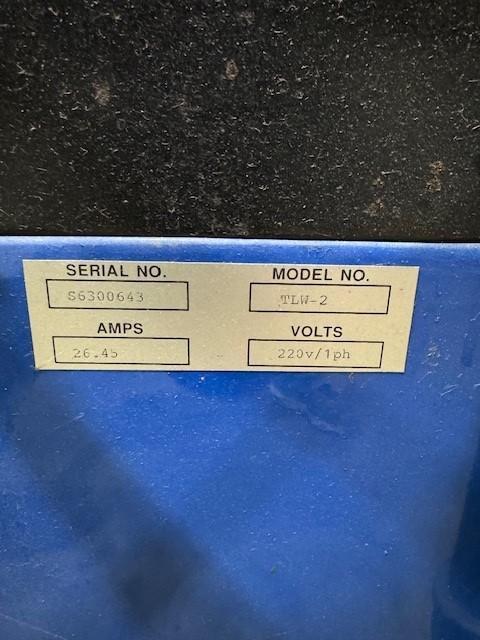 SERIAL NO. MODEL NO.
S6300643 TLW-2
AMPS VOLTS
26.45 220v/1ph